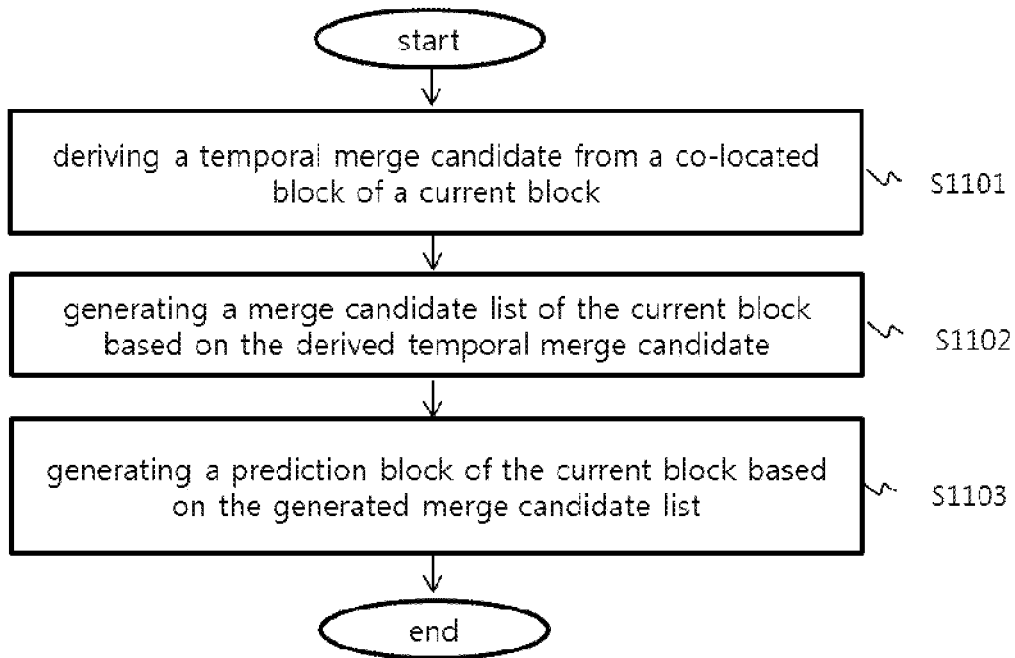 start
deriving a temporal merge candidate from a co-located
block of a current block
S1101
generating a merge candidate list of the current block
based on the derived temporal merge candidate
S1102
generating a prediction block of the current block based
on the generated merge candidate list
S1103
end